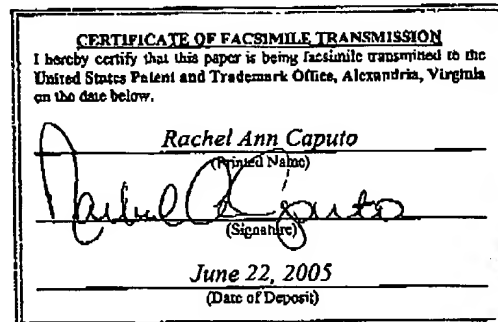 CERTIFICATE OF FACSIMILE TRANSMISSION
I hereby certify that this paper is being facsimile transmitted to the
United States Patent and Trademark Office, Alexandria, Virginia
on the date below.
Rachel Ann Caputo
(Printed Name)
Rachel A Caputo
(Signature)
June 22, 2005
(Date of Deposit)